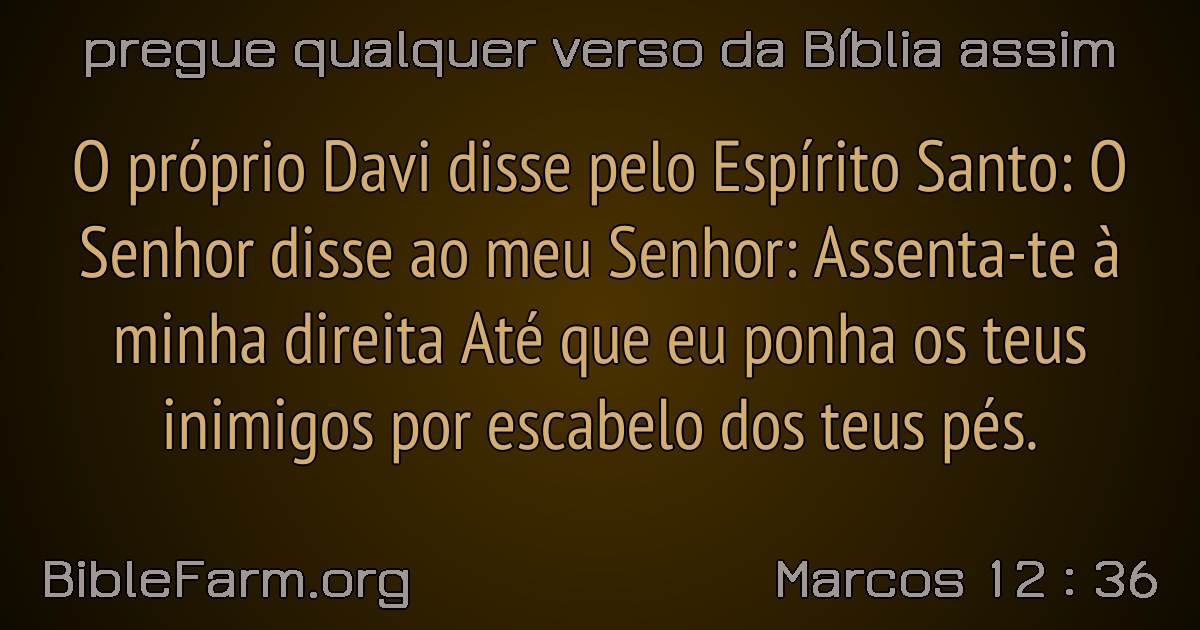 pregue qualquer verso da Bíblia assim
O próprio Davi disse pelo Espírito Santo: O
Senhor disse ao meu Senhor: Assenta-te à
minha direita Até que eu ponha os teus
inimigos por escabelo dos teus pés.
BibleFarm.org
Marcos 12 : 36